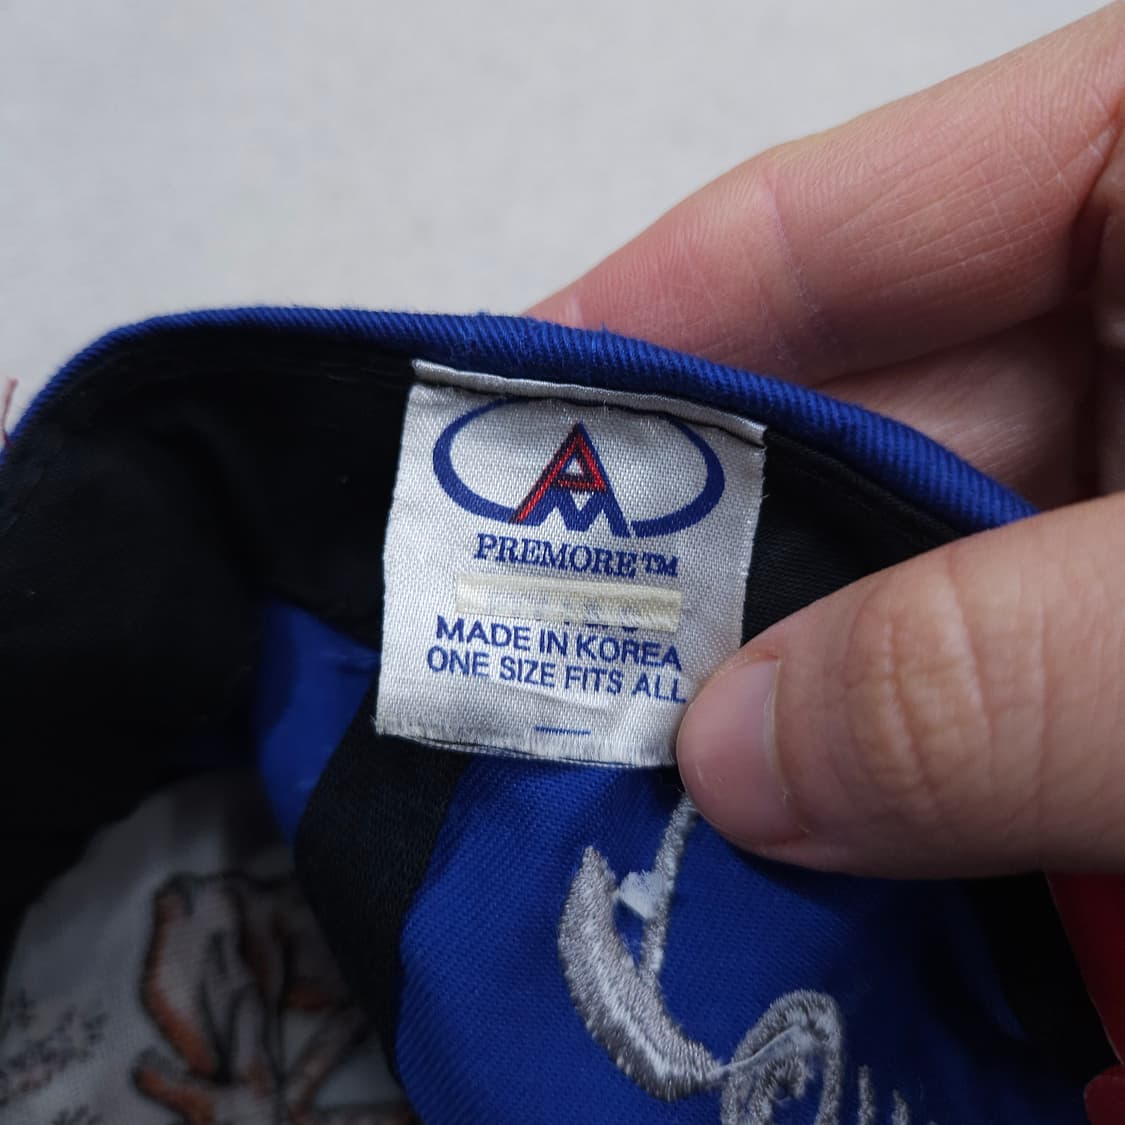 PREMORE™
MADE IN KOREA
ONE SIZE FITS ALL